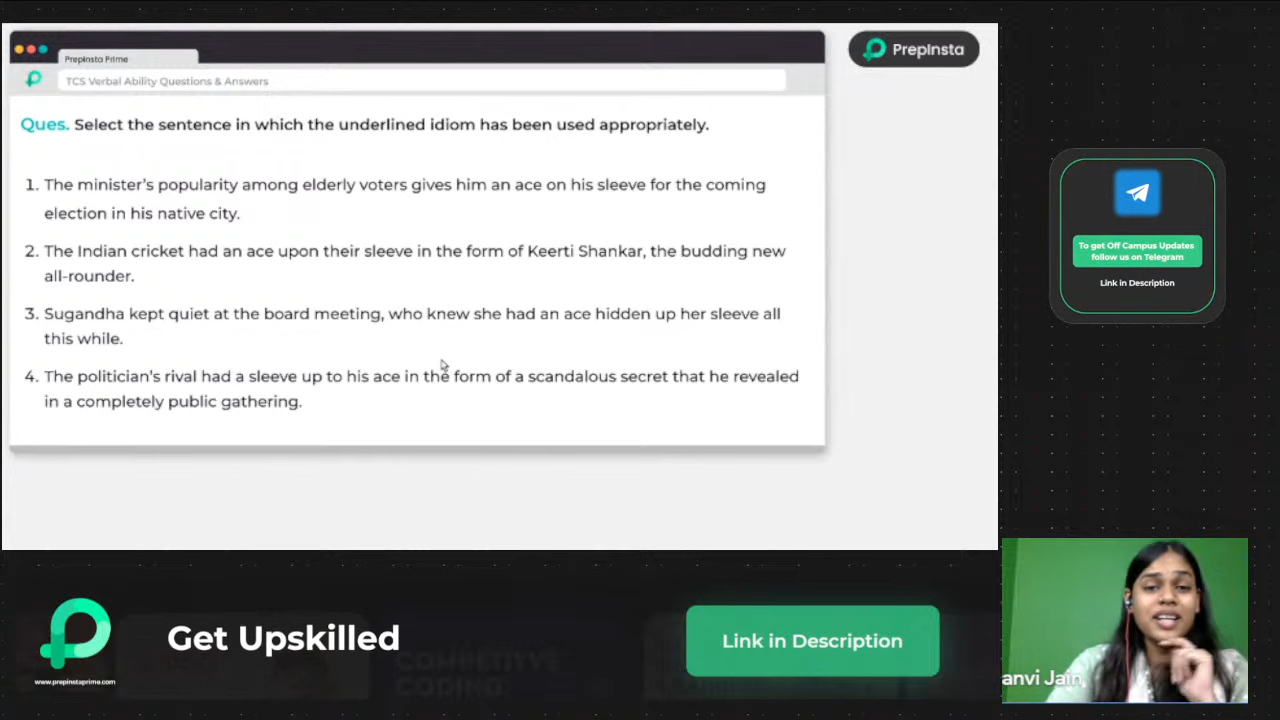 PrepInsta Prime
TCS Verbal Ability Questions & Answers
PrepInsta
Ques. Select the sentence in which the underlined idiom has been used appropriately.
1. The minister's popularity among elderly voters gives him an ace on his sleeve for the coming
election in his native city.
2. The Indian cricket had an ace upon their sleeve in the form of Keerti Shankar, the budding new
all-rounder.
3. Sugandha kept quiet at the board meeting, who knew she had an ace hidden up her sleeve all
this while.
4. The politician's rival had a sleeve up to his ace in the form of a scandalous secret that he revealed
in a completely public gathering.
To get Off Campus Updates
follow us on Telegram
Link in Description
www.prepinstaprime.com
Get Upskilled
Link in Description
anvi Jain